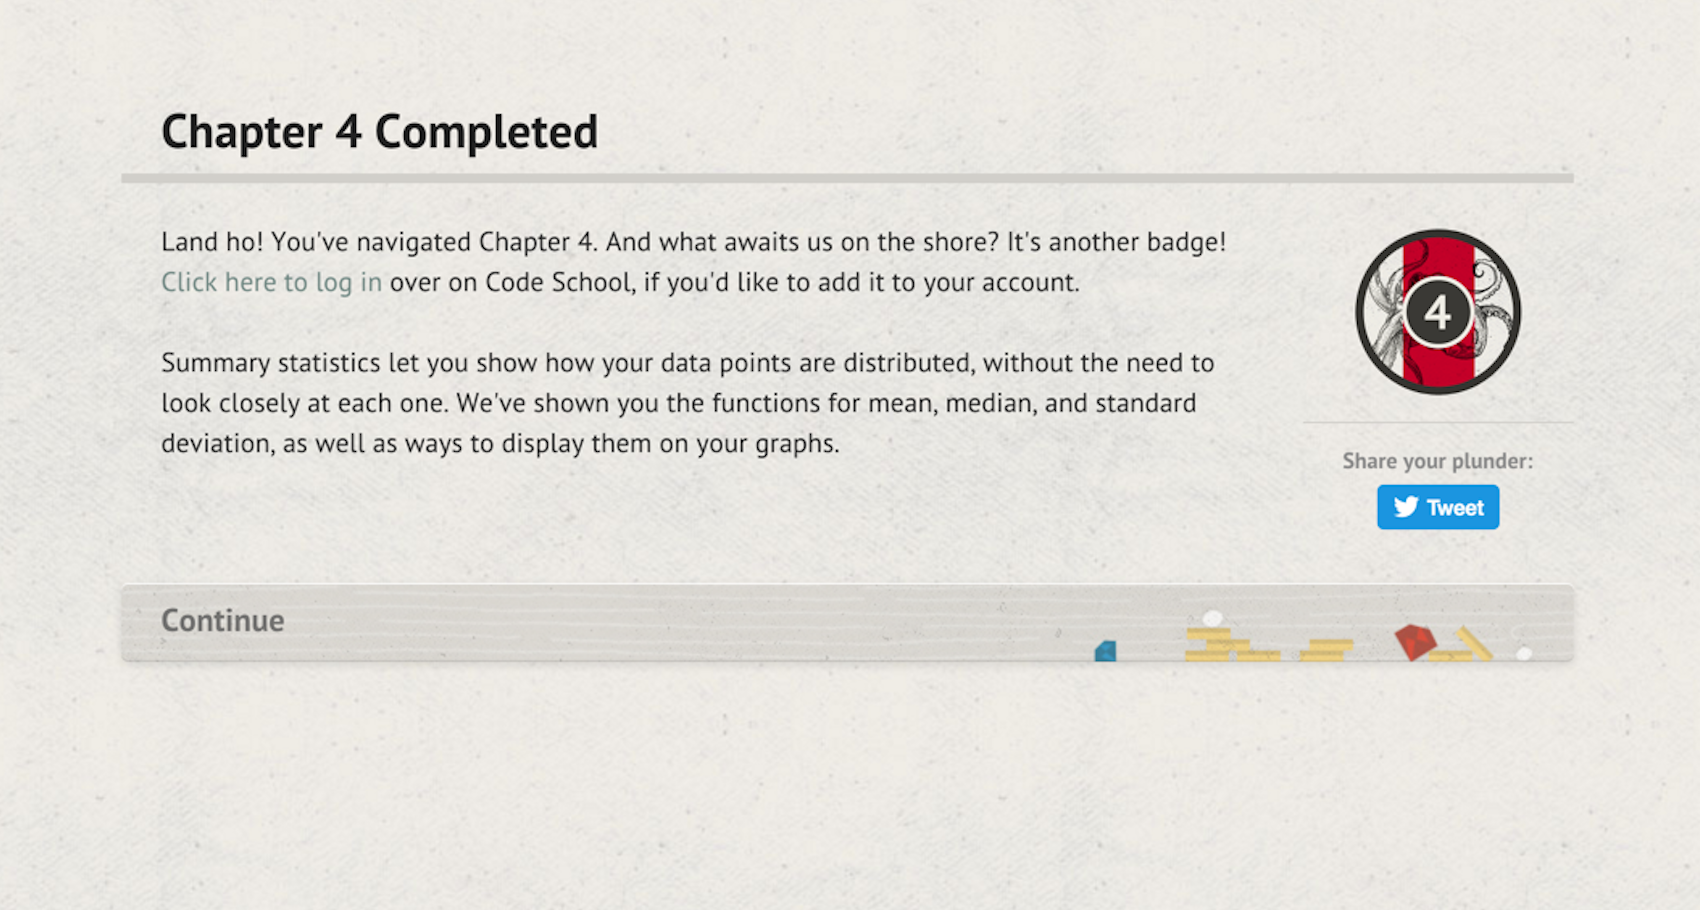 Chapter 4 Completed
Land ho! You've navigated Chapter 4. And what awaits us on the shore? It's another badge!
Click here to log in over on Code School, if you'd like to add it to your account.
Summary statistics let you show how your data points are distributed, without the need to
look closely at each one. We've shown you the functions for mean, median, and standard
deviation, as well as ways to display them on your graphs.
4
Share your plunder:
Tweet
Continue